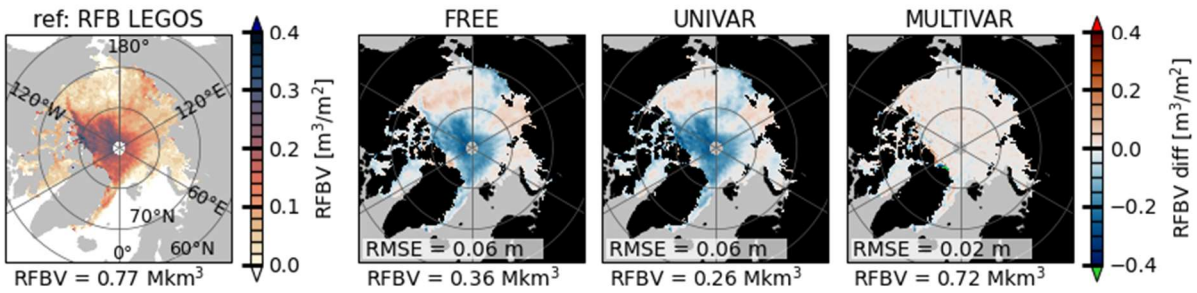 ref: RFB LEGOS
180°
120°W
120°E
60°E
70°N
0°
60°N
RFBV = 0.77 Mkm³
0.4
0.3
0.2
0.1
0.0
RFBV [m³/m²]
FREE
RMSE = 0.06 m
RFBV = 0.36 Mkm³
UNIVAR
RMSE = 0.06 m
RFBV = 0.26 Mkm³
MULTIVAR
RMSE = 0.02 m
RFBV = 0.72 Mkm³
0.4
0.2
0.0
−0.2
−0.4
RFBV diff [m³/m²]